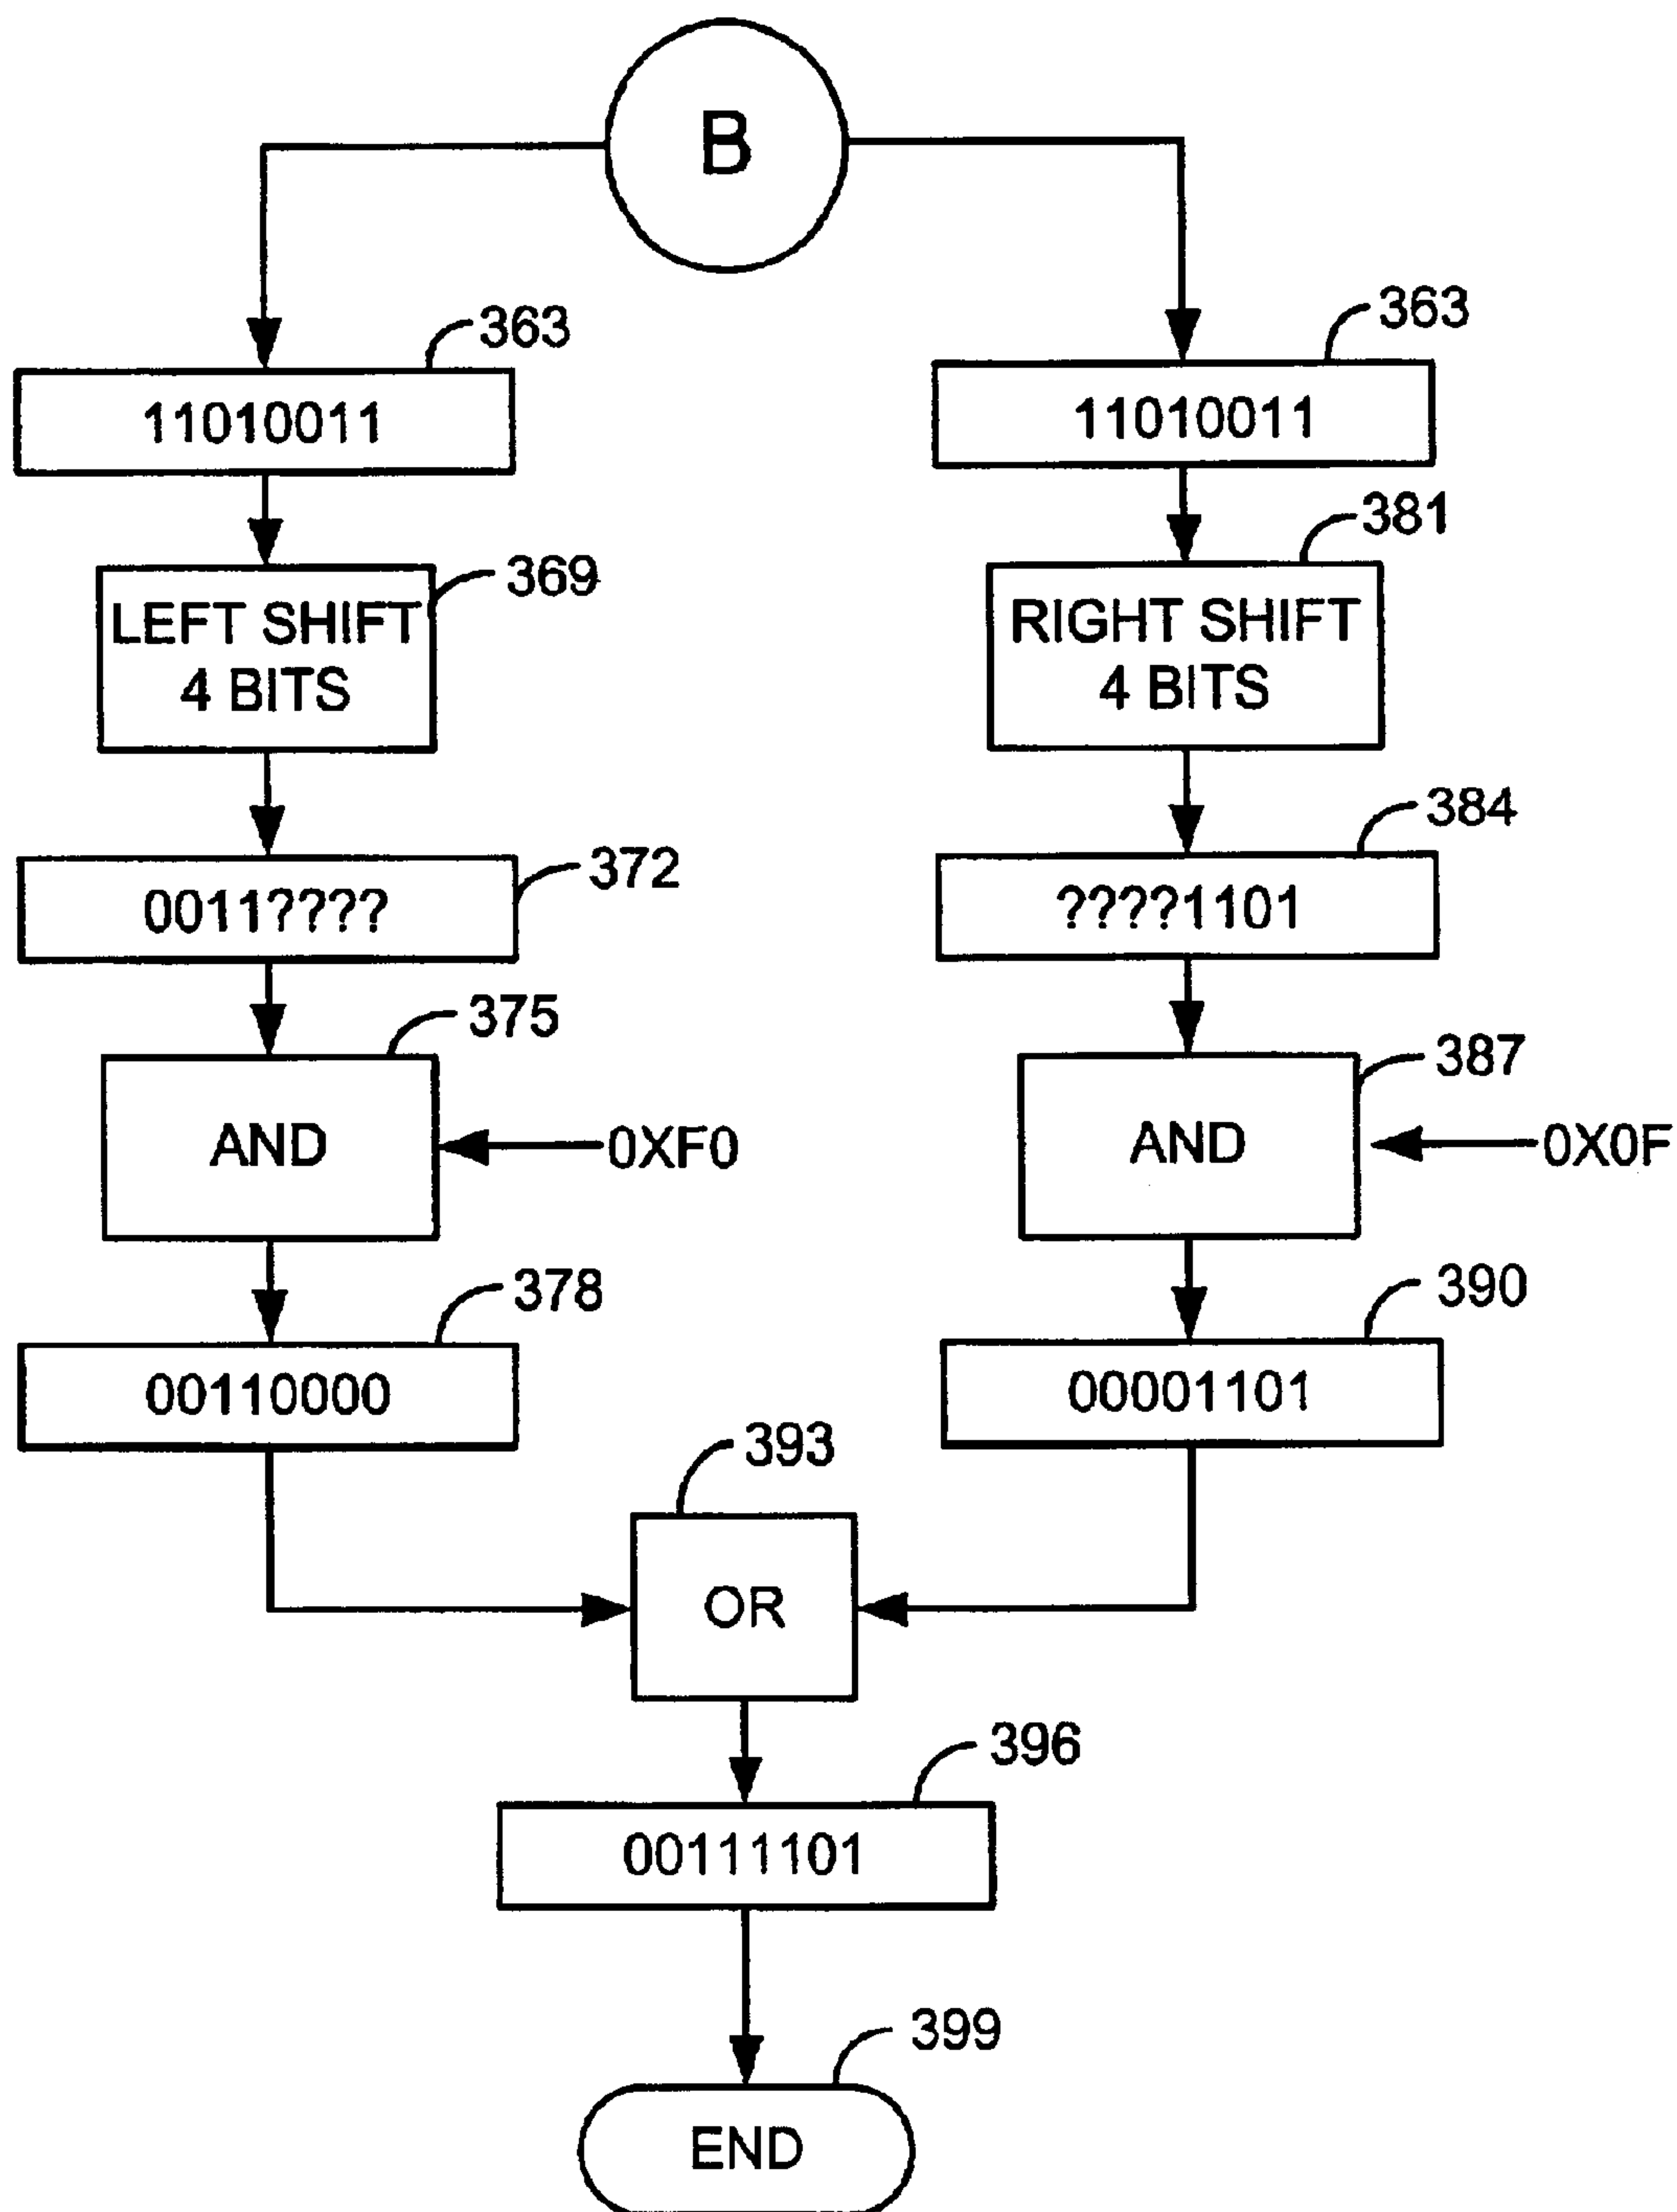 B
363
363
11010011
11010011
381
369
LEFT SHIFT
4 BITS
RIGHT SHIFT
4 BITS
384
372
0011????
????1101
375
387
AND
0XF0
AND
0X0F
378
390
00110000
00001101
393
OR
396
00111101
399
END